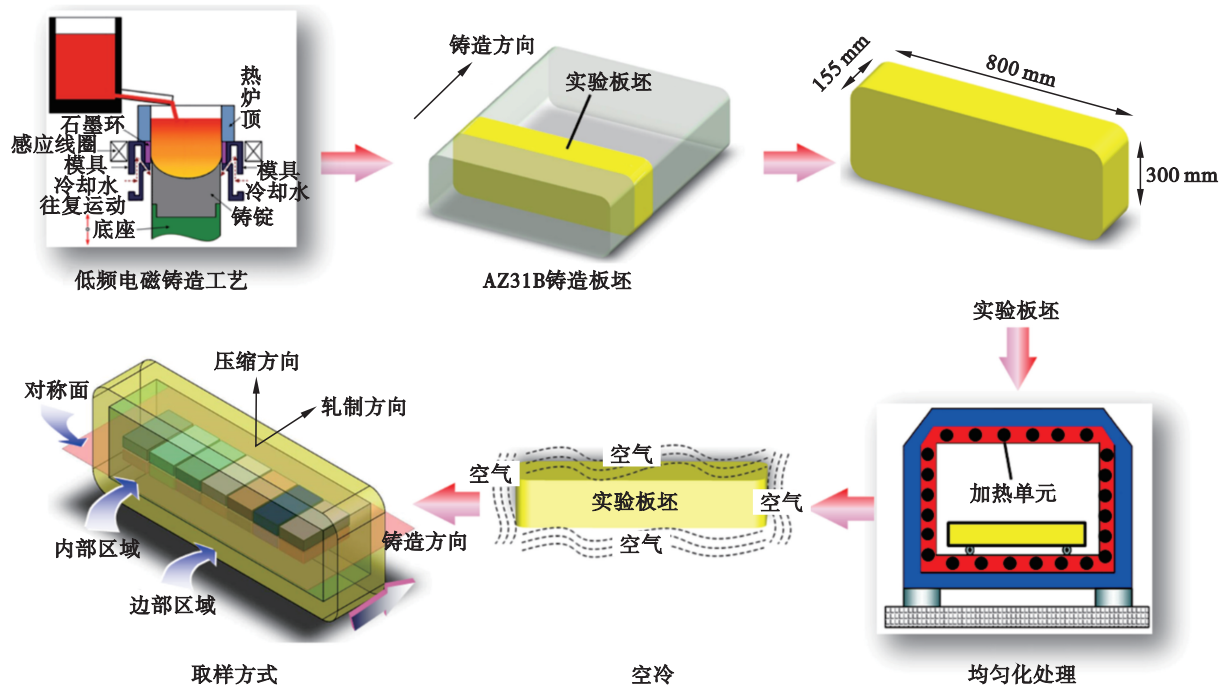 热炉顶
石墨环
感应线圈
模具
冷却水
往复运动
底座
模具
冷却水
铸锭
低频电磁铸造工艺
铸造方向
实验板坯
AZ31B铸造板坯
155 mm
800 mm
300 mm
实验板坯
加热单元
均匀化处理
空气
空气
实验板坯
空气
空气
空冷
压缩方向
对称面
轧制方向
内部区域
铸造方向
边部区域
取样方式